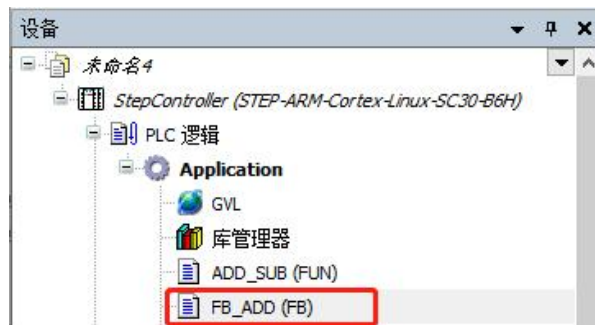 设备
未命名4
StepController (STEP-ARM-Cortex-Linux-SC30-B6H)
PLC 逻辑
Application
GVL
库管理器
ADD_SUB (FUN)
FB_ADD (FB)